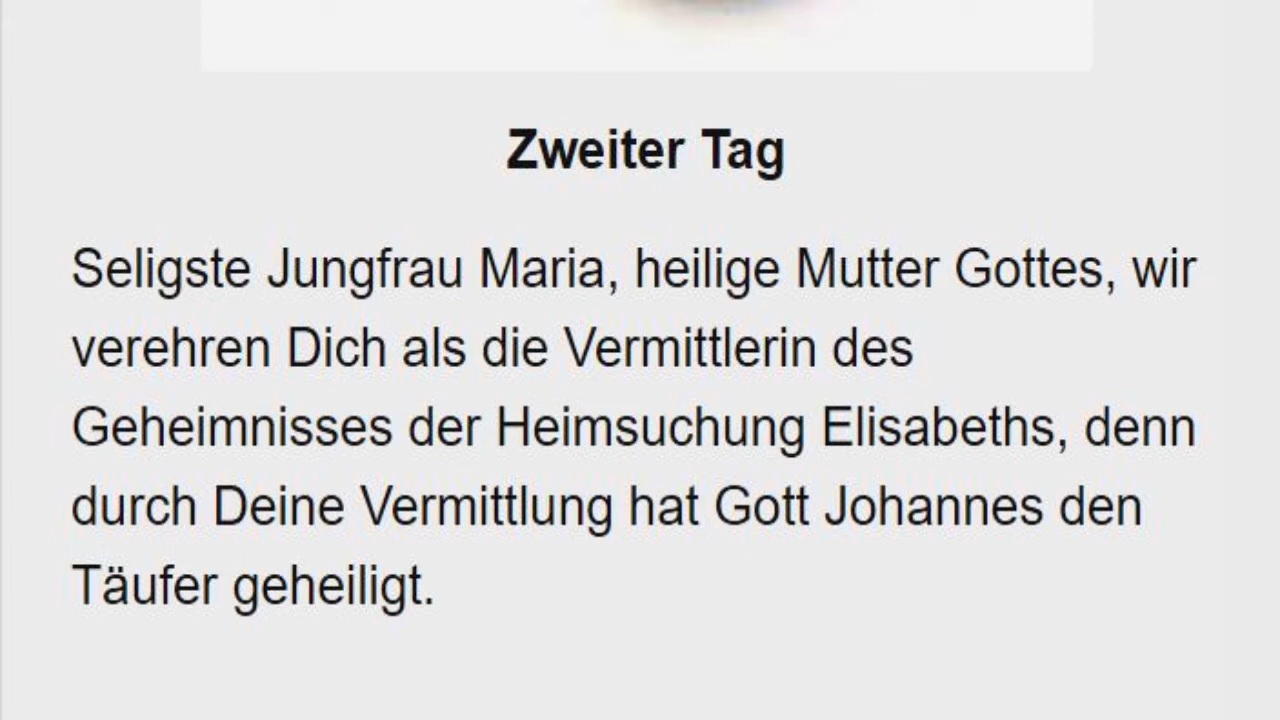 Zweiter Tag
Seligste Jungfrau Maria, heilige Mutter Gottes, wir
verehren Dich als die Vermittlerin des
Geheimnisses der Heimsuchung Elisabeths, denn
durch Deine Vermittlung hat Gott Johannes den
Täufer geheiligt.